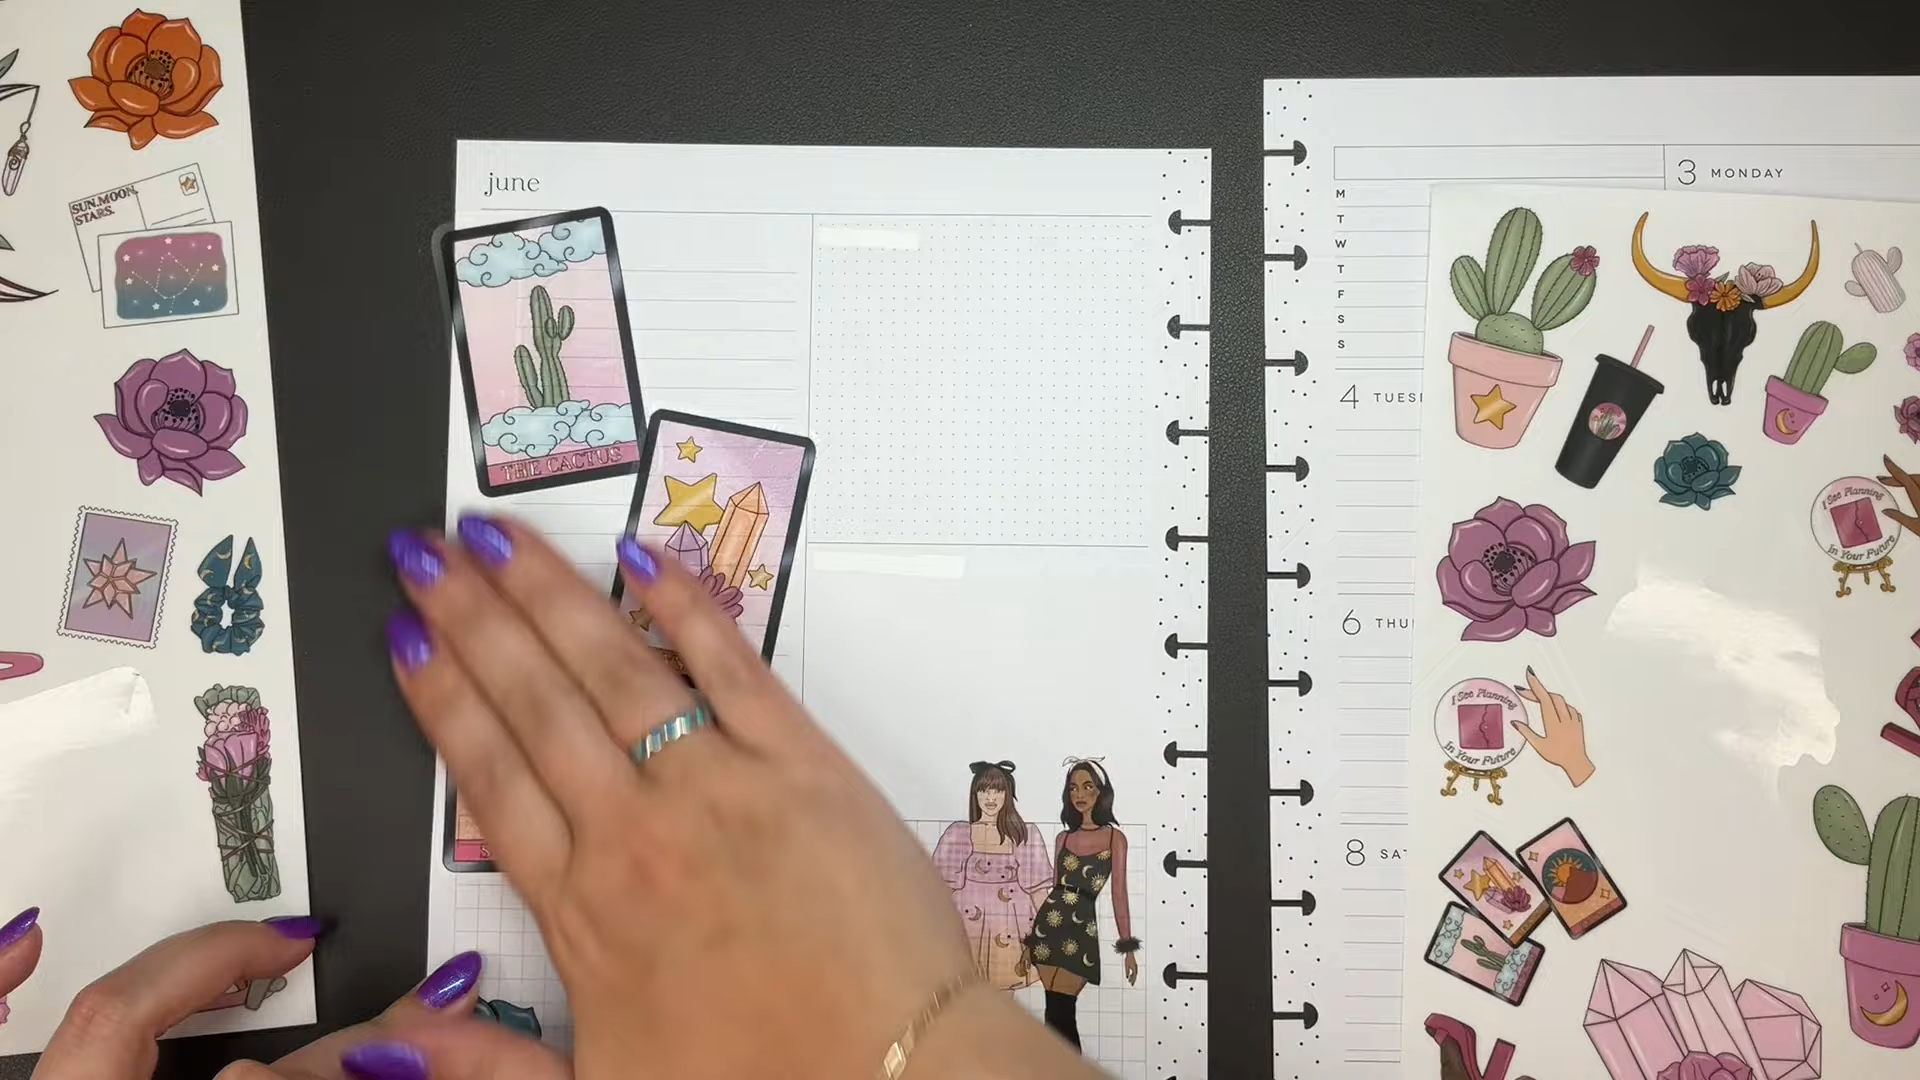 SUN.MOON.
STARS.
june
THE CACTUS
M
T
W
T
F
S
S
3 MONDAY
4 TUES
6 THU
8 SAT
I See Planning
In Your Future
I See Planning
In Your Future